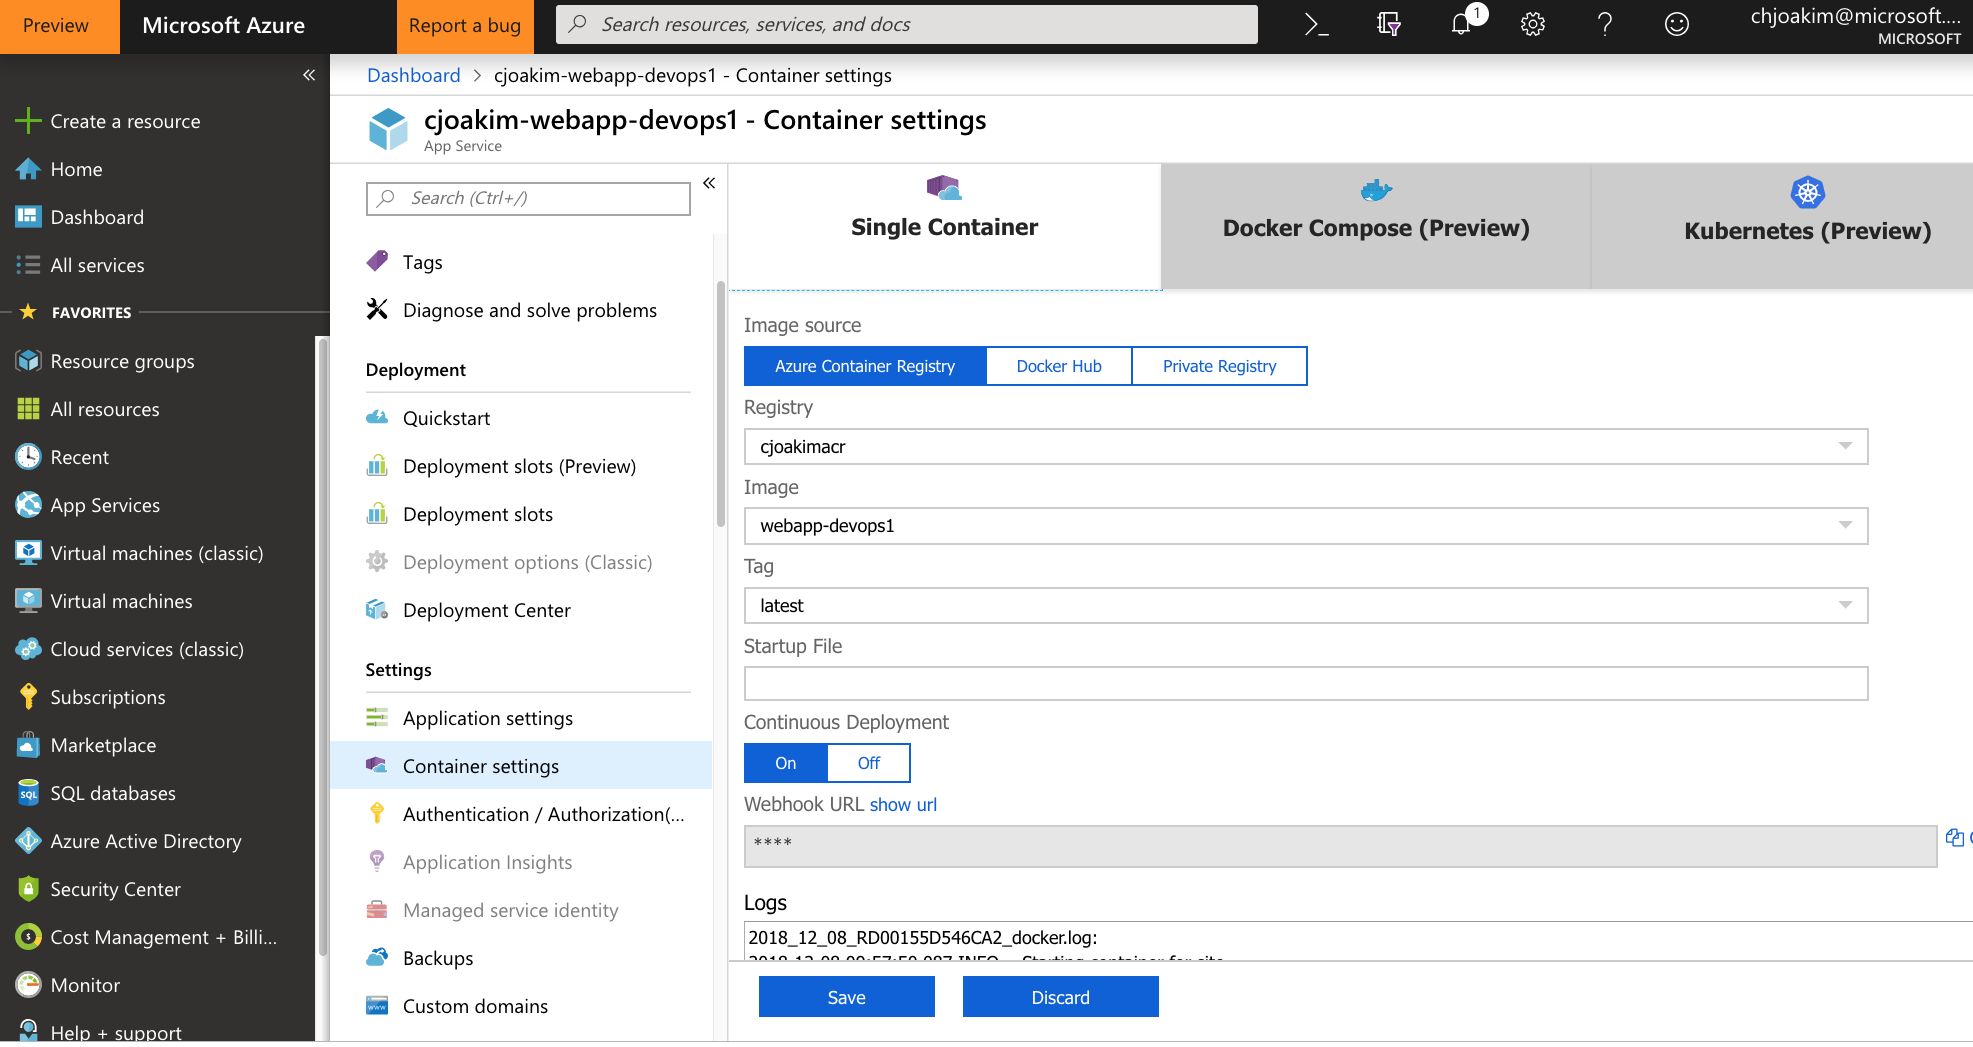 Preview
Microsoft Azure
Report a bug
Search resources, services, and docs
1
chjoakim@microsoft....
MICROSOFT
Create a resource
Home
Dashboard
All services
FAVORITES
Resource groups
All resources
Recent
App Services
Virtual machines (classic)
Virtual machines
Cloud services (classic)
Subscriptions
Marketplace
SQL databases
Azure Active Directory
Security Center
Cost Management + Billi...
Monitor
Help + support
Dashboard > cjoakim-webapp-devops1 - Container settings
cjoakim-webapp-devops1 - Container settings
App Service
Search (Ctrl+/)
Tags
Diagnose and solve problems
Deployment
Quickstart
Deployment slots (Preview)
Deployment slots
Deployment options (Classic)
Deployment Center
Settings
Application settings
Container settings
Authentication / Authorization(...
Application Insights
Managed service identity
Backups
Custom domains
Single Container
Docker Compose (Preview)
Kubernetes (Preview)
Image source
Azure Container Registry
Docker Hub
Private Registry
Registry
cjoakimacr
Image
webapp-devops1
Tag
latest
Startup File
Continuous Deployment
On
Off
Webhook URL show url
****
Logs
2018_12_08_RD00155D546CA2_docker.log:
Save
Discard